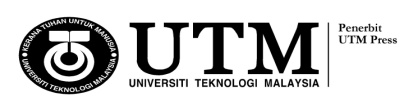 KERANA TUHAN UNTUK MANUSIA
UNIVERSITI TEKNOLOGI MALAYSIA
UTM
UNIVERSITI TEKNOLOGI MALAYSIA
Penerbit
UTM Press